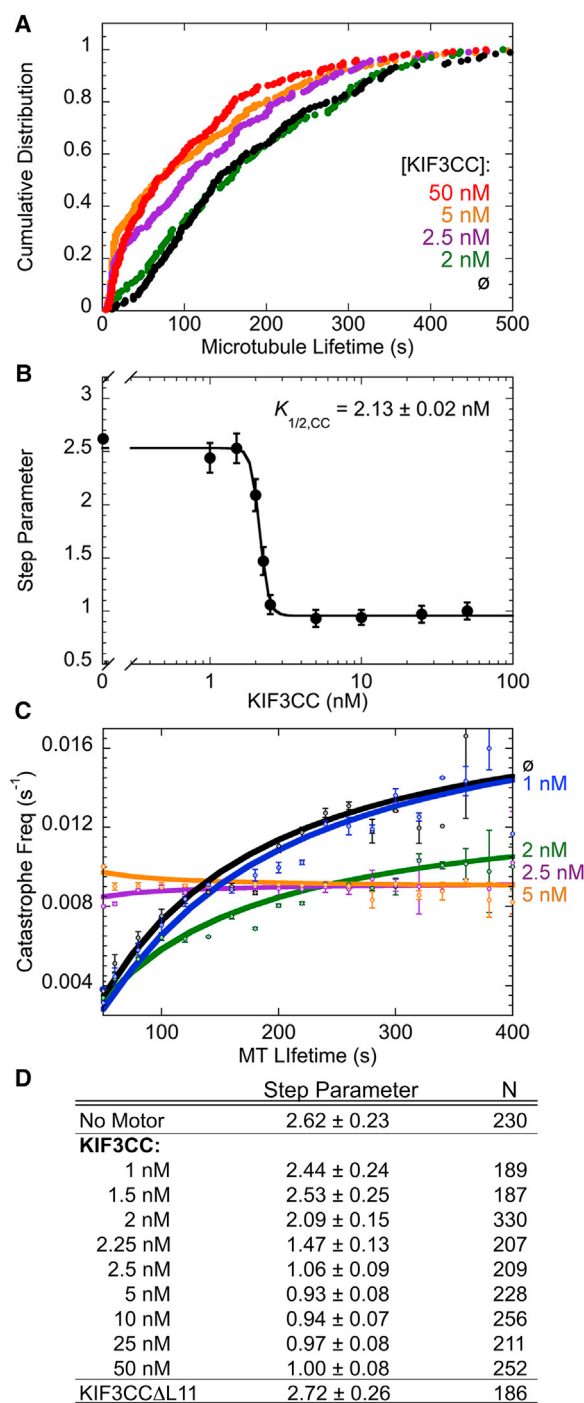 A
Cumulative Distribution
1
0.8
0.6
0.4
0.2
0
[KIF3CC]:
50 nM
5 nM
2.5 nM
2 nM
ø
0 100 200 300 400 500
Microtubule Lifetime (s)
B
Step Parameter
3
2.5
2
1.5
1
0.5
K1/2,CC = 2.13 ± 0.02 nM
0 1 10 100
KIF3CC (nM)
C
Catastrophe Freq (s-1)
0.016
0.012
0.008
0.004
ø
1 nM
2 nM
2.5 nM
5 nM
100 200 300 400
MT LIfetime (s)
D
Step Parameter N
No Motor 2.62 ± 0.23 230
KIF3CC:
1 nM 2.44 ± 0.24 189
1.5 nM 2.53 ± 0.25 187
2 nM 2.09 ± 0.15 330
2.25 nM 1.47 ± 0.13 207
2.5 nM 1.06 ± 0.09 209
5 nM 0.93 ± 0.08 228
10 nM 0.94 ± 0.07 256
25 nM 0.97 ± 0.08 211
50 nM 1.00 ± 0.08 252
KIF3CCΔL11 2.72 ± 0.26 186